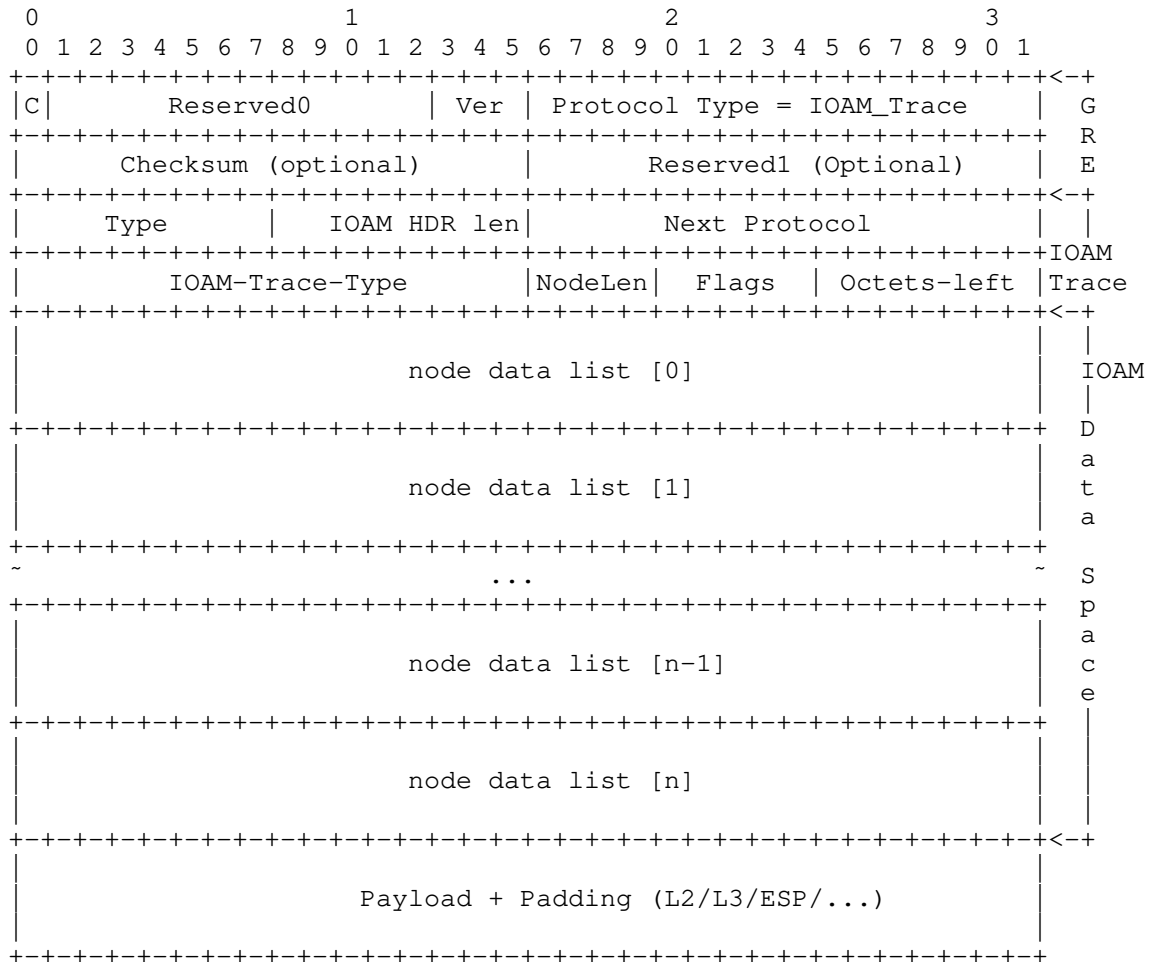 0                   1                   2                   3
 0 1 2 3 4 5 6 7 8 9 0 1 2 3 4 5 6 7 8 9 0 1 2 3 4 5 6 7 8 9 0 1
+-+-+-+-+-+-+-+-+-+-+-+-+-+-+-+-+-+-+-+-+-+-+-+-+-+-+-+-+-+-+-+-+<-+
|C|       Reserved0       | Ver | Protocol Type = IOAM_Trace    |  G
+-+-+-+-+-+-+-+-+-+-+-+-+-+-+-+-+-+-+-+-+-+-+-+-+-+-+-+-+-+-+-+-+  R
|      Checksum (optional)      |       Reserved1 (Optional)    |  E
+-+-+-+-+-+-+-+-+-+-+-+-+-+-+-+-+-+-+-+-+-+-+-+-+-+-+-+-+-+-+-+-+<-+
|     Type      |   IOAM HDR len|        Next Protocol          |  |
+-+-+-+-+-+-+-+-+-+-+-+-+-+-+-+-+-+-+-+-+-+-+-+-+-+-+-+-+-+-+-+-+IOAM
|         IOAM-Trace-Type       |NodeLen|  Flags  | Octets-left |Trace
+-+-+-+-+-+-+-+-+-+-+-+-+-+-+-+-+-+-+-+-+-+-+-+-+-+-+-+-+-+-+-+-+<-+
|                                                               |  |
|                        node data list [0]                     |  IOAM
|                                                               |  |
+-+-+-+-+-+-+-+-+-+-+-+-+-+-+-+-+-+-+-+-+-+-+-+-+-+-+-+-+-+-+-+-+  D
|                                                               |  a
|                        node data list [1]                     |  t
|                                                               |  a
+-+-+-+-+-+-+-+-+-+-+-+-+-+-+-+-+-+-+-+-+-+-+-+-+-+-+-+-+-+-+-+-+
~                             ...                               ~  S
+-+-+-+-+-+-+-+-+-+-+-+-+-+-+-+-+-+-+-+-+-+-+-+-+-+-+-+-+-+-+-+-+  p
|                                                               |  a
|                        node data list [n-1]                   |  c
|                                                               |  e
+-+-+-+-+-+-+-+-+-+-+-+-+-+-+-+-+-+-+-+-+-+-+-+-+-+-+-+-+-+-+-+-+  |
|                                                               |  |
|                        node data list [n]                     |  |
|                                                               |  |
+-+-+-+-+-+-+-+-+-+-+-+-+-+-+-+-+-+-+-+-+-+-+-+-+-+-+-+-+-+-+-+-+<-+
|                                                               |
|                     Payload + Padding (L2/L3/ESP/...)         |
|                                                               |
+-+-+-+-+-+-+-+-+-+-+-+-+-+-+-+-+-+-+-+-+-+-+-+-+-+-+-+-+-+-+-+-+